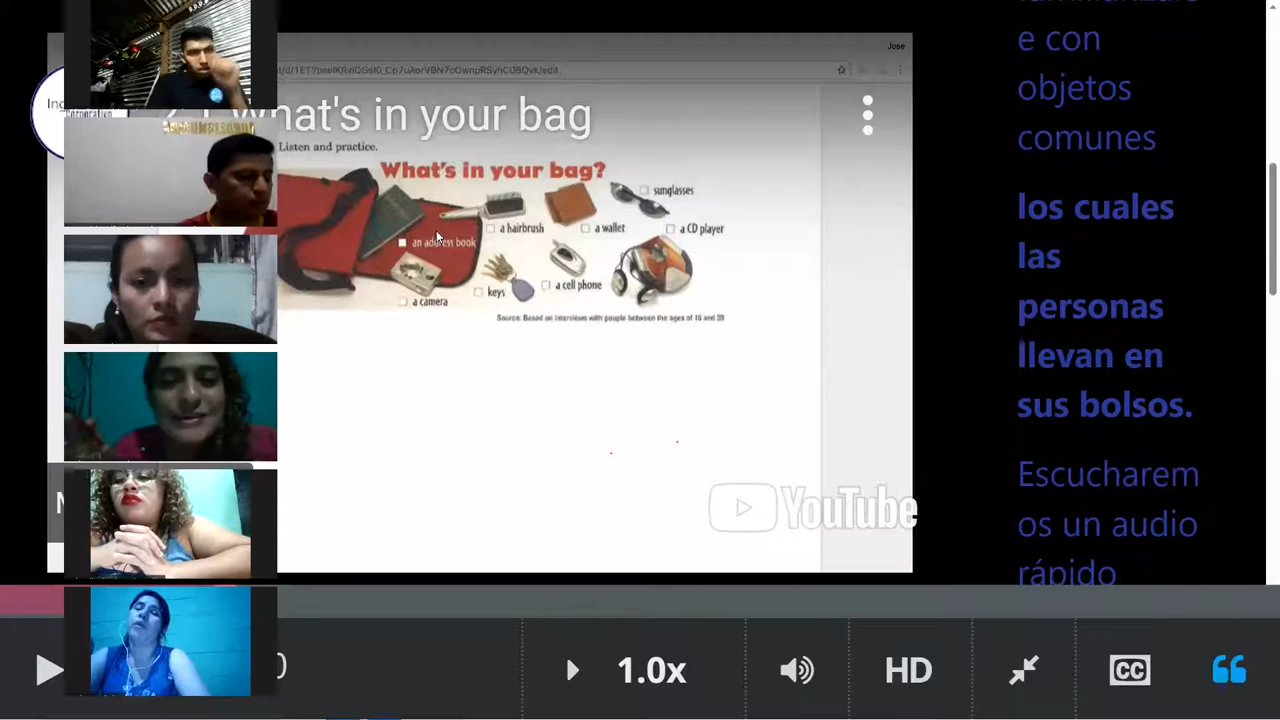 Jose
What's in your bag
Listen and practice.
What's in your bag?
sunglasses
a hairbrush
a wallet
a CD player
an address book
keys
a cell phone
a camera
Source: Based on interviews with people between the ages of 16 and 39
YouTube
e con
objetos
comunes
los cuales
las
personas
llevan en
sus bolsos.
Escucharem
os un audio
rápido
1.0x
HD
CC